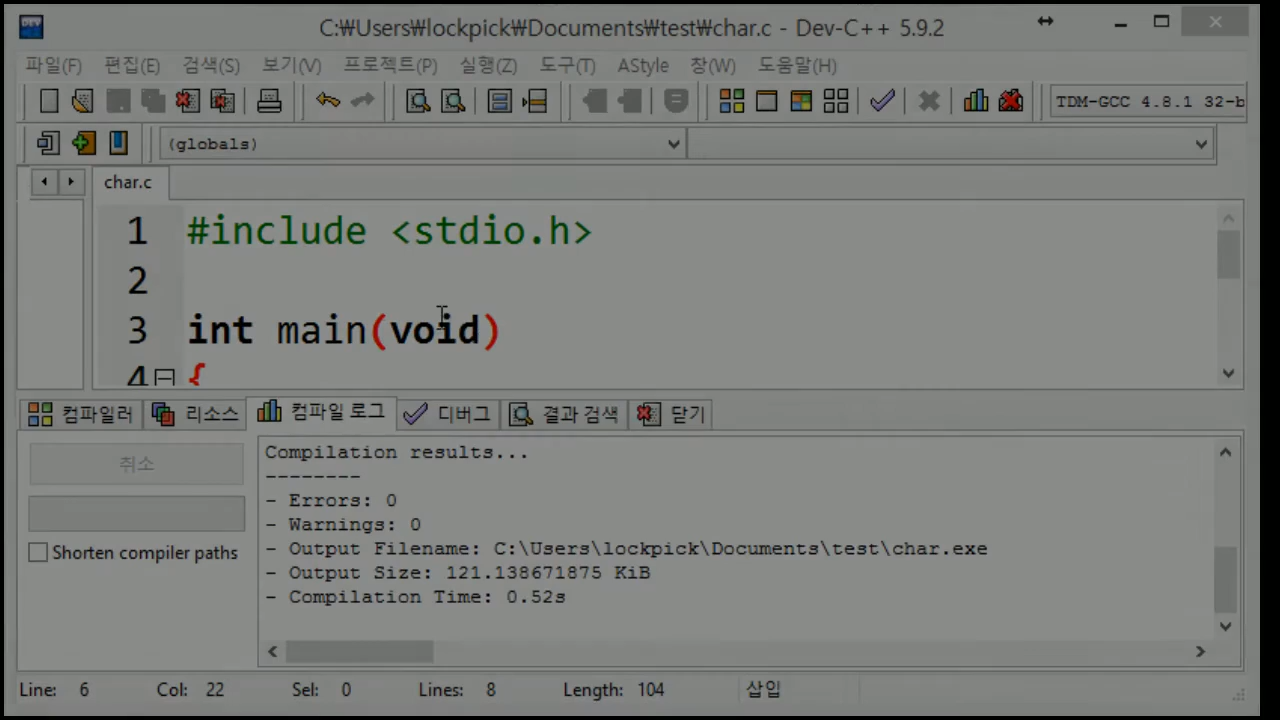 C:₩Users₩lockpick₩Documents₩test₩char.c - Dev-C++ 5.9.2
파일(F) 편집(E) 검색(S) 보기(V) 프로젝트(P) 실행(Z) 도구(T) AStyle 창(W) 도움말(H)
TDM-GCC 4.8.1 32-b
(globals)
char.c
1 #include <stdio.h>
2
3 int main(void)
4 {
컴파일러 리소스 컴파일 로그 디버그 결과 검색 닫기
취소
Shorten compiler paths
Compilation results...
--------
- Errors: 0
- Warnings: 0
- Output Filename: C:\Users\lockpick\Documents\test\char.exe
- Output Size: 121.138671875 KiB
- Compilation Time: 0.52s
Line: 6 Col: 22 Sel: 0 Lines: 8 Length: 104 삽입